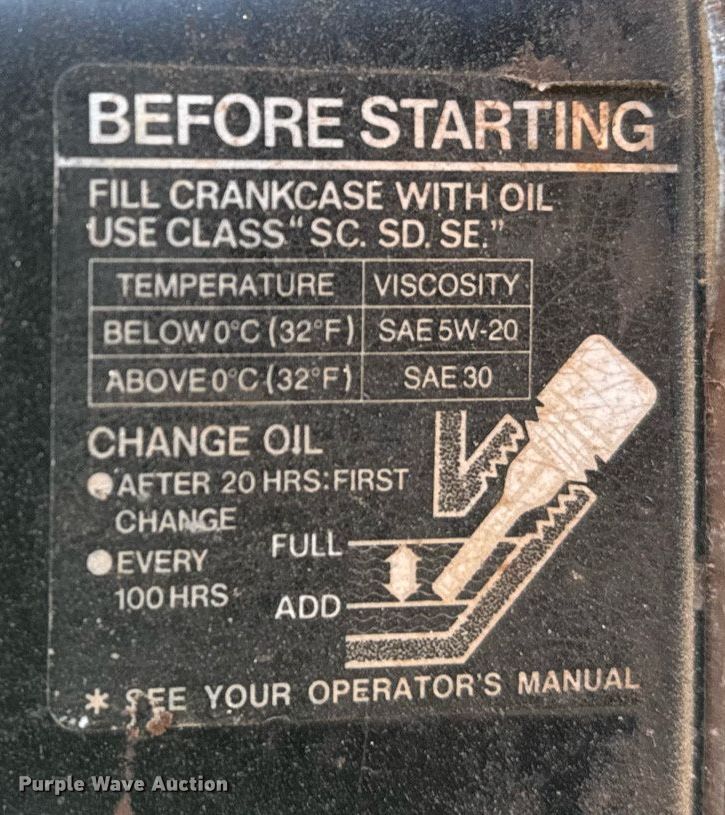 BEFORE STARTING
FILL CRANKCASE WITH OIL
USE CLASS "SC. SD. SE."
TEMPERATURE VISCOSITY
BELOW 0°C (32°F) SAE 5W-20
ABOVE 0°C (32°F) SAE 30
CHANGE OIL
AFTER 20 HRS: FIRST
CHANGE
EVERY
100 HRS
FULL
ADD
* SEE YOUR OPERATOR'S MANUAL
Purple Wave Auction